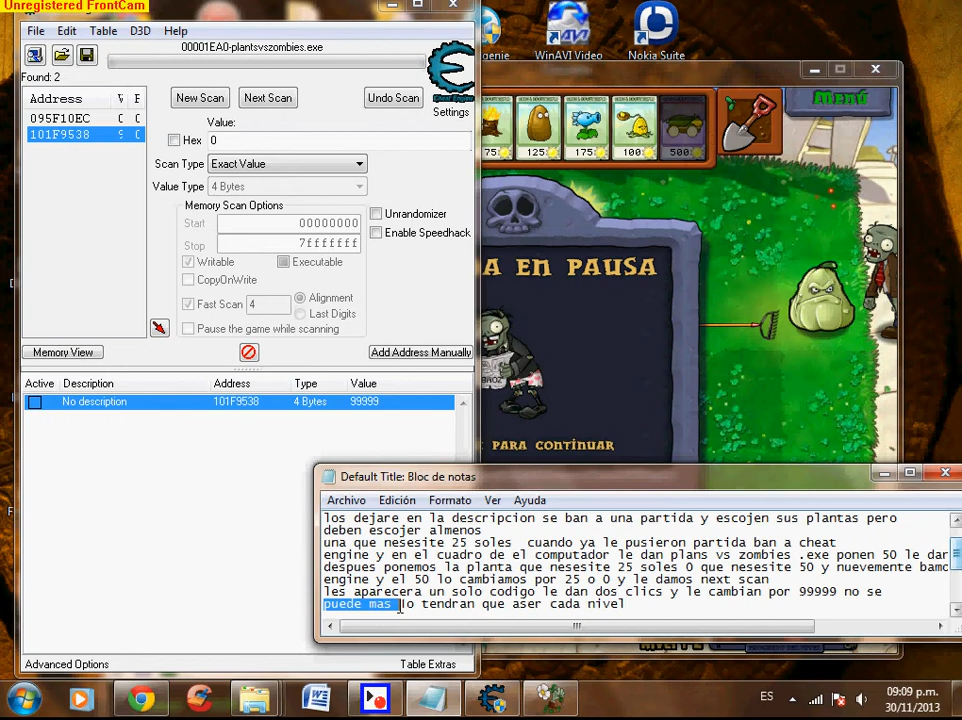 Unregistered FrontCam
File Edit Table D3D Help
00001EA0-plantsvszombies.exe
Found: 2
Address V P
095F10EC 0 0
101F9538 9 0
New Scan Next Scan Undo Scan
Settings
Value:
Hex 0
Scan Type Exact Value
Value Type 4 Bytes
Memory Scan Options
Start 00000000
Stop 7fffffff
Writable Executable
CopyOnWrite
Fast Scan 4 Alignment
Last Digits
Pause the game while scanning
Unrandomizer
Enable Speedhack
Memory View Add Address Manually
Active Description Address Type Value
No description 101F9538 4 Bytes 99999
Advanced Options Table Extras
WinAVI Video Nokia Suite
175 125 175 100 500
Menú
A EN PAUSA
PARA CONTINUAR
Default Title: Bloc de notas
Archivo Edición Formato Ver Ayuda
los dejare en la descripcion se ban a una partida y escojen sus plantas pero
deben escojer almenos
una que nesesite 25 soles cuando ya le pusieron partida ban a cheat
engine y en el cuadro de el computador le dan plans vs zombies .exe ponen 50 le dan
despues ponemos la planta que nesesite 25 soles O que nesesite 50 y nuevemente bamo
engine y el 50 lo cambiamos por 25 o 0 y le damos next scan
les aparecera un solo codigo le dan dos clics y le cambian por 99999 no se
puede mas lo tendran que aser cada nivel
ES 09:09 p.m.
30/11/2013